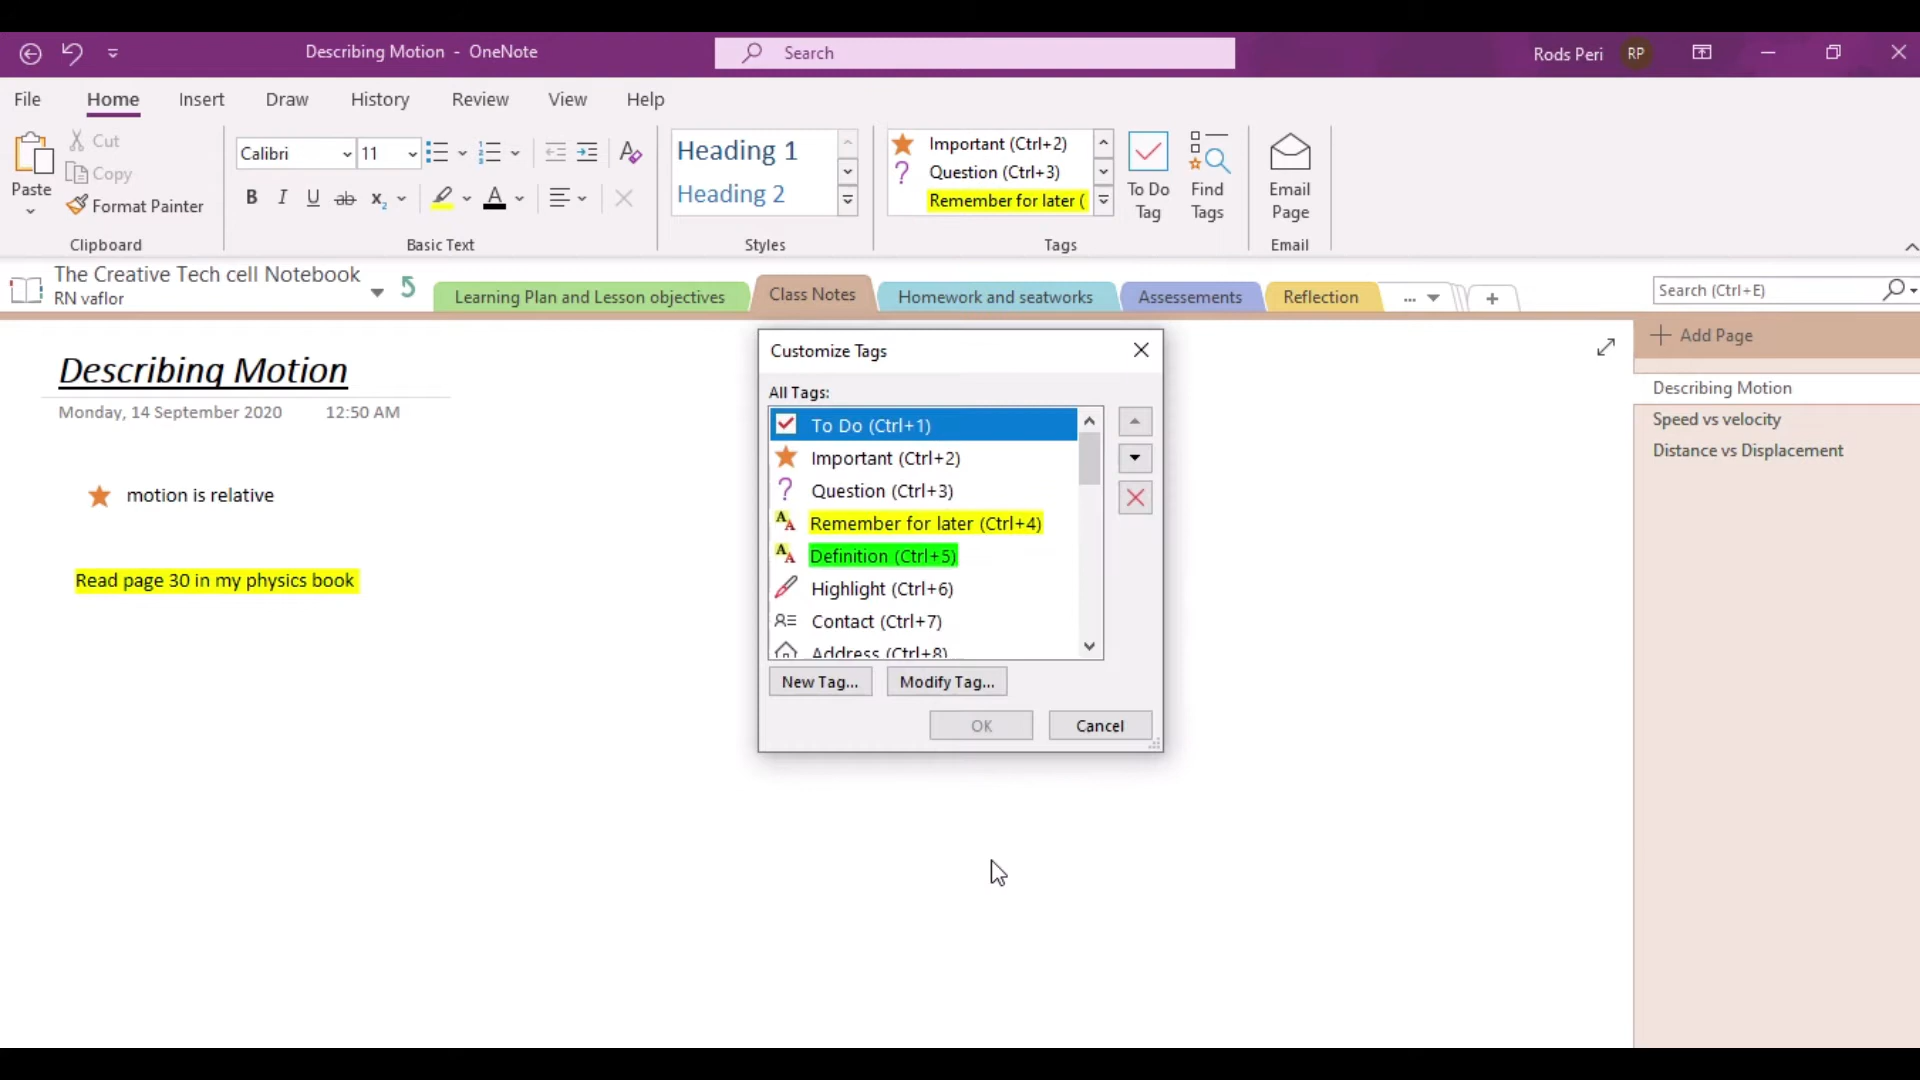 Describing Motion - OneNote
Search
Rods Peri
RP
File
Home
Insert
Draw
History
Review
View
Help
Paste
Cut
Copy
Format Painter
Clipboard
Calibri
11
B I U ab x₂ A
Basic Text
Heading 1
Heading 2
Styles
Important (Ctrl+2)
Question (Ctrl+3)
Remember for later (
Tags
To Do
Tag
Find
Tags
Email
Page
Email
The Creative Tech cell Notebook
RN vaflor
Learning Plan and Lesson objectives
Class Notes
Homework and seatworks
Assessements
Reflection
...
Search (Ctrl+E)
Add Page
Describing Motion
Speed vs velocity
Distance vs Displacement
Describing Motion
Monday, 14 September 2020 12:50 AM
motion is relative
Read page 30 in my physics book
Customize Tags
All Tags:
To Do (Ctrl+1)
Important (Ctrl+2)
Question (Ctrl+3)
Remember for later (Ctrl+4)
Definition (Ctrl+5)
Highlight (Ctrl+6)
Contact (Ctrl+7)
Address (Ctrl+8)
New Tag...
Modify Tag...
OK
Cancel